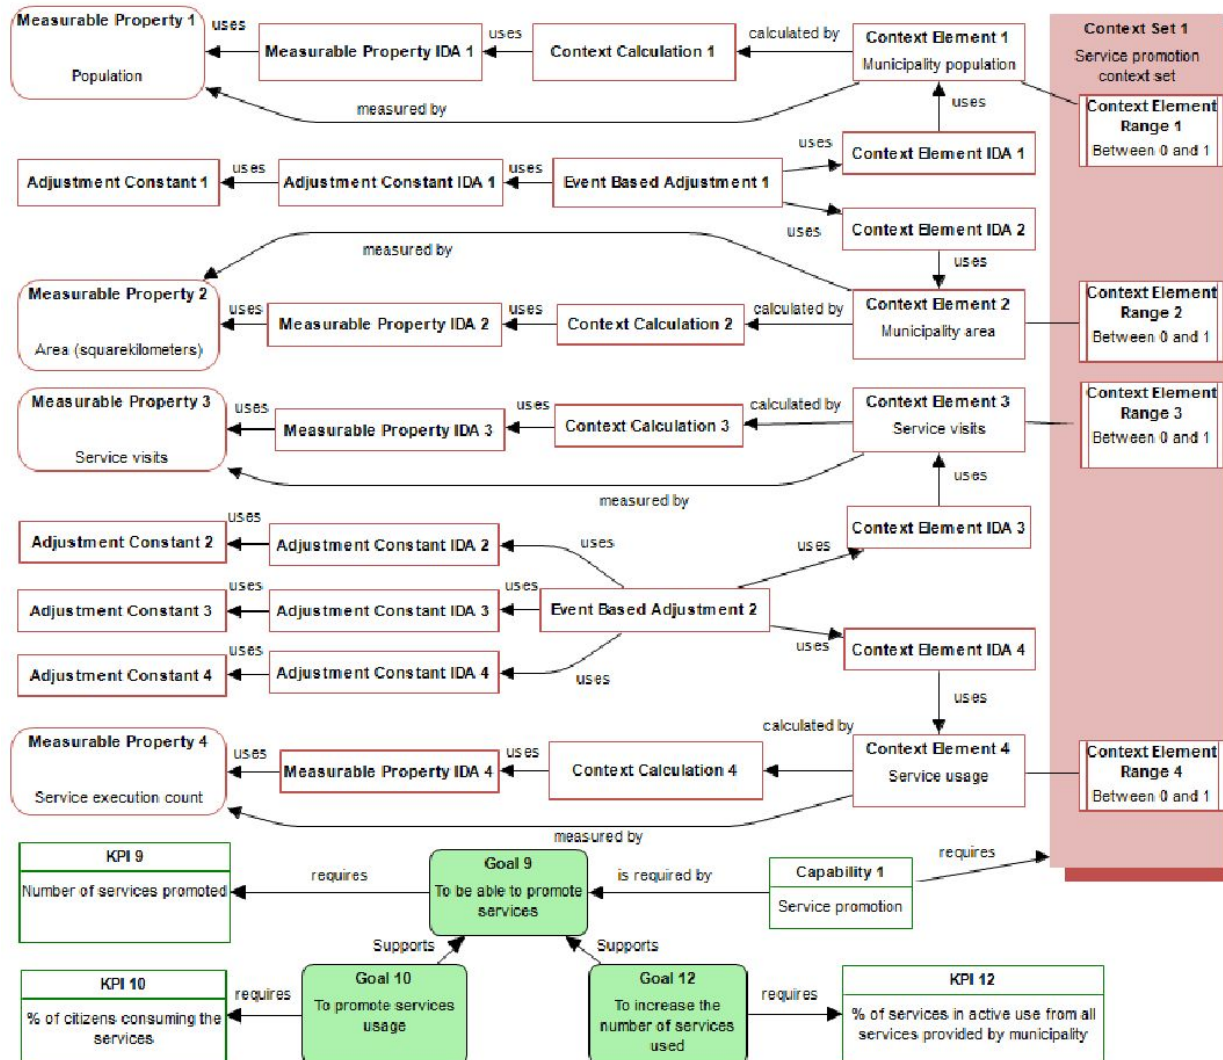 Measurable Property 1
Population
uses
Measurable Property IDA 1
uses
Context Calculation 1
calculated by
Context Element 1
Municipality population
measured by
uses
Context Set 1
Service promotion
context set
Context Element
Range 1
Between 0 and 1
Adjustment Constant 1
uses
Adjustment Constant IDA 1
uses
Event Based Adjustment 1
uses
Context Element IDA 1
uses
Context Element IDA 2
uses
measured by
Measurable Property 2
Area (squarekilometers)
uses
Measurable Property IDA 2
uses
Context Calculation 2
calculated by
Context Element 2
Municipality area
Context Element
Range 2
Between 0 and 1
Measurable Property 3
Service visits
uses
Measurable Property IDA 3
uses
Context Calculation 3
calculated by
Context Element 3
Service visits
Context Element
Range 3
Between 0 and 1
measured by
uses
Context Element IDA 3
Adjustment Constant 2
uses
Adjustment Constant IDA 2
uses
uses
Adjustment Constant 3
uses
Adjustment Constant IDA 3
uses
Event Based Adjustment 2
Adjustment Constant 4
uses
Adjustment Constant IDA 4
uses
uses
Context Element IDA 4
uses
Measurable Property 4
Service execution count
uses
Measurable Property IDA 4
uses
Context Calculation 4
calculated by
Context Element 4
Service usage
Context Element
Range 4
Between 0 and 1
measured by
KPI 9
Number of services promoted
requires
Goal 9
To be able to promote
services
is required by
Capability 1
Service promotion
requires
Supports
Supports
KPI 10
% of citizens consuming the
services
requires
Goal 10
To promote services
usage
Goal 12
To increase the
number of services
used
requires
KPI 12
% of services in active use from all
services provided by municipality